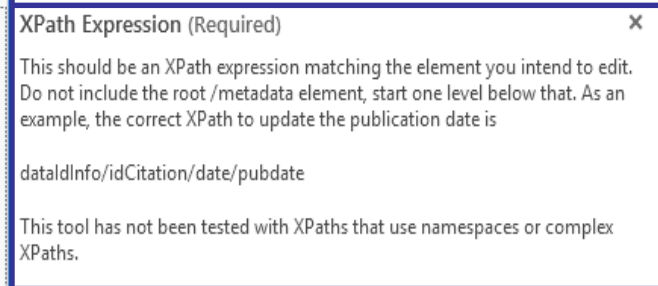 XPath Expression (Required)
This should be an XPath expression matching the element you intend to edit.
Do not include the root /metadata element, start one level below that. As an
example, the correct XPath to update the publication date is
dataIdInfo/idCitation/date/pubdate
This tool has not been tested with XPaths that use namespaces or complex
XPaths.